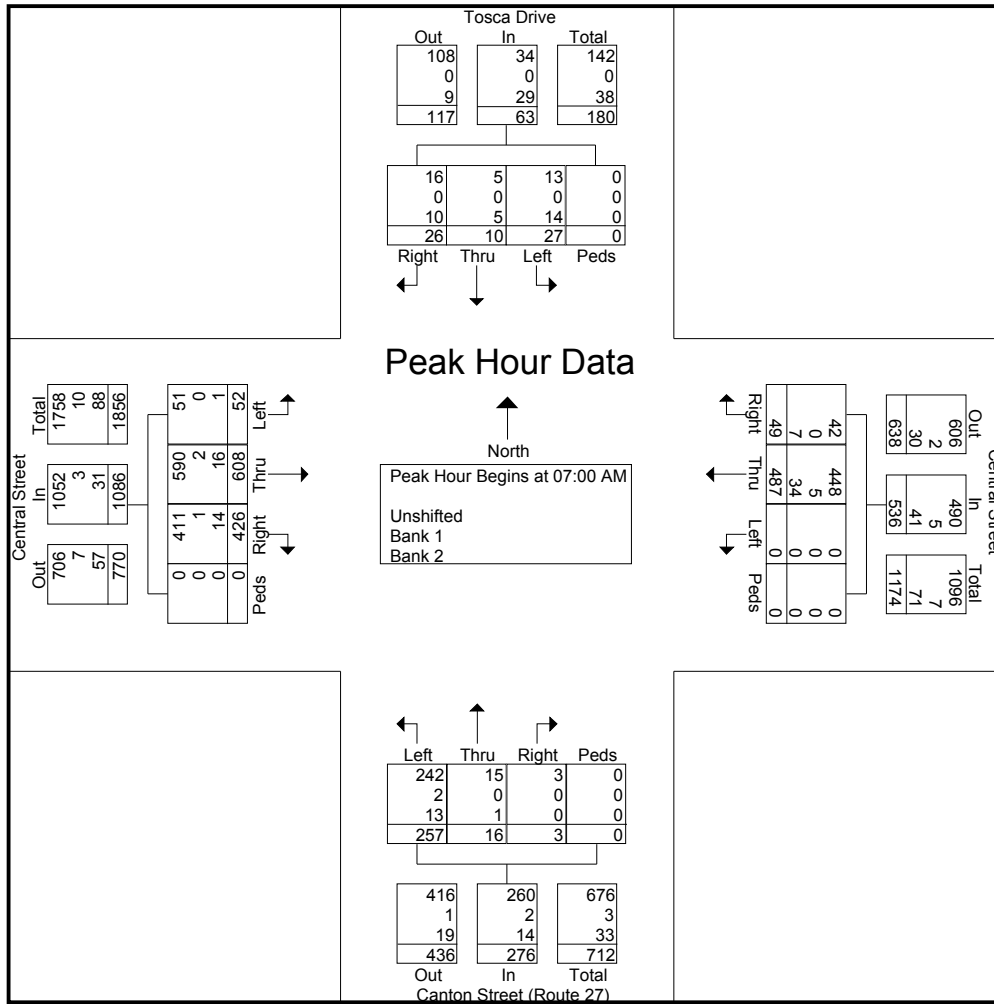 Tosca Drive
Out In Total
108 34 142
0 0 0
9 29 38
117 63 180
16 5 13 0
0 0 0 0
10 5 14 0
26 10 27 0
Right Thru Left Peds
Peak Hour Data
North
Peak Hour Begins at 07:00 AM
Unshifted
Bank 1
Bank 2
Central Street
Total In Out
1758 1052 706
10 3 7
88 31 57
1856 1086 770
51 590 411 0
0 2 1 0
1 16 14 0
52 608 426 0
Left Thru Right Peds
Right Thru Left Peds
49 487 0 0
7 34 0 0
0 5 0 0
42 448 0 0
Out In Total
638 536 1174
30 41 71
2 5 7
606 490 1096
Central Street
Left Thru Right Peds
242 15 3 0
2 0 0 0
13 1 0 0
257 16 3 0
416 260 676
1 2 3
19 14 33
436 276 712
Out In Total
Canton Street (Route 27)